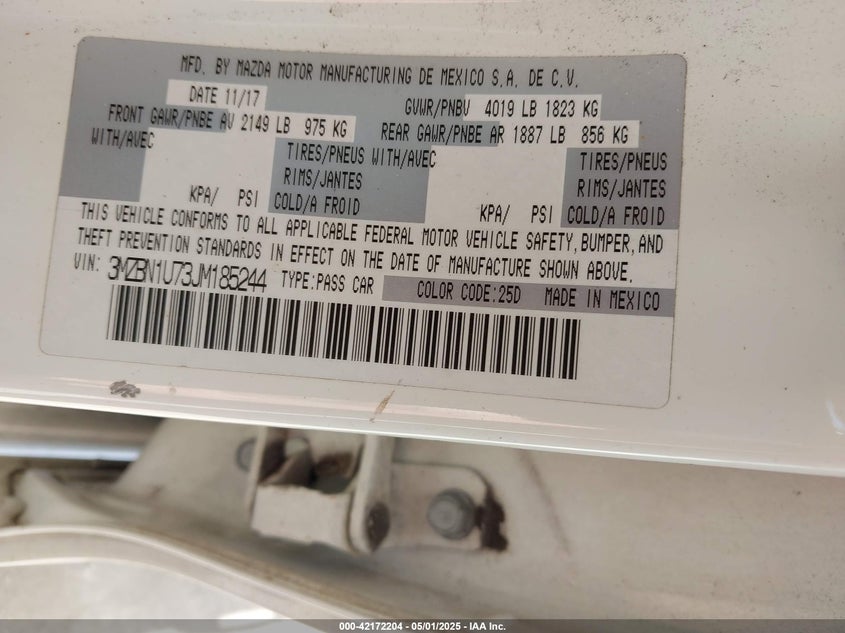 MFD. BY MAZDA MOTOR MANUFACTURING DE MEXICO S.A. DE C.V.
DATE 11/17 GVWR/PNBV 4019 LB 1823 KG
FRONT GAWR/PNBE AV 2149 LB 975 KG REAR GAWR/PNBE AR 1887 LB 856 KG
WITH/AVEC TIRES/PNEUS WITH/AVEC TIRES/PNEUS
RIMS/JANTES RIMS/JANTES
KPA/ PSI COLD/A FROID KPA/ PSI COLD/A FROID
THIS VEHICLE CONFORMS TO ALL APPLICABLE FEDERAL MOTOR VEHICLE SAFETY, BUMPER, AND
THEFT PREVENTION STANDARDS IN EFFECT ON THE DATE OF MANUFACTURE SHOWN ABOVE.
VIN: 3MZBN1U73JM185244 TYPE:PASS CAR COLOR CODE:25D MADE IN MEXICO
000-42172204 - 05/01/2025 - IAA Inc.